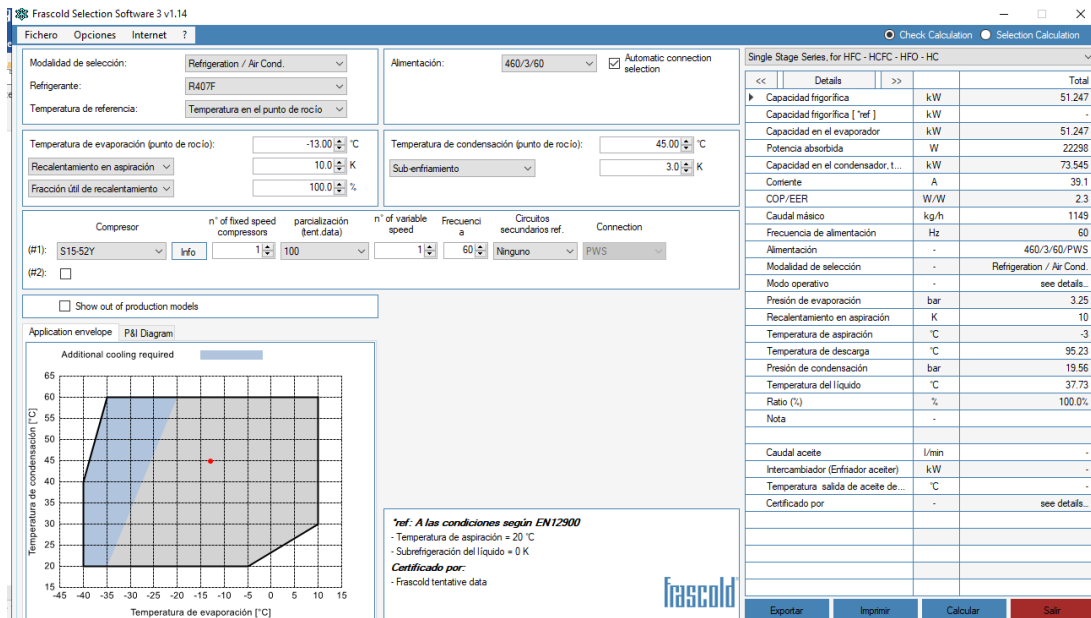 Frascold Selection Software 3 v1.14
Fichero Opciones Internet ? Check Calculation Selection Calculation
Modalidad de selección: Refrigeration / Air Cond.
Refrigerante: R407F
Temperatura de referencia: Temperatura en el punto de rocío
Alimentación: 460/3/60 Automatic connection selection
Temperatura de evaporación (punto de rocío): -13.00 °C
Recalentamiento en aspiración 10.0 K
Fracción útil de recalentamiento 100.0 %
Temperatura de condensación (punto de rocío): 45.00 °C
Sub-enfriamiento 3.0 K
Compresor n° of fixed speed compressors parcialización (tent.data) n° of variable speed Frecuencia Circuitos secundarios ref. Connection
(#1): S15-52Y Info 1 100 1 60 Ninguno PWS
(#2):
Show out of production models
Application envelope P&I Diagram
Additional cooling required
Temperatura de condensación [°C]
65
60
55
50
45
40
35
30
25
20
15
-45 -40 -35 -30 -25 -20 -15 -10 -5 0 5 10 15
Temperatura de evaporación [°C]
*ref: A las condiciones según EN12900
- Temperatura de aspiración = 20 °C
- Subrefrigeración del líquido = 0 K
Certificado por:
- Frascold tentative data
frascold
Single Stage Series, for HFC - HCFC - HFO - HC
<< Details >> Total
Capacidad frigorífica kW 51.247
Capacidad frigorífica [ *ref ] kW -
Capacidad en el evaporador kW 51.247
Potencia absorbida W 22298
Capacidad en el condensador, t... kW 73.545
Corriente A 39.1
COP/EER W/W 2.3
Caudal másico kg/h 1149
Frecuencia de alimentación Hz 60
Alimentación - 460/3/60/PWS
Modalidad de selección - Refrigeration / Air Cond.
Modo operativo - see details...
Presión de evaporación bar 3.25
Recalentamiento en aspiración K 10
Temperatura de aspiración °C -3
Temperatura de descarga °C 95.23
Presión de condensación bar 19.56
Temperatura del líquido °C 37.73
Ratio (%) % 100.0%
Nota -
Caudal aceite l/min -
Intercambiador (Enfriador aceiter) kW -
Temperatura salida de aceite de... °C -
Certificado por - see details...
Exportar Imprimir Calcular Salir